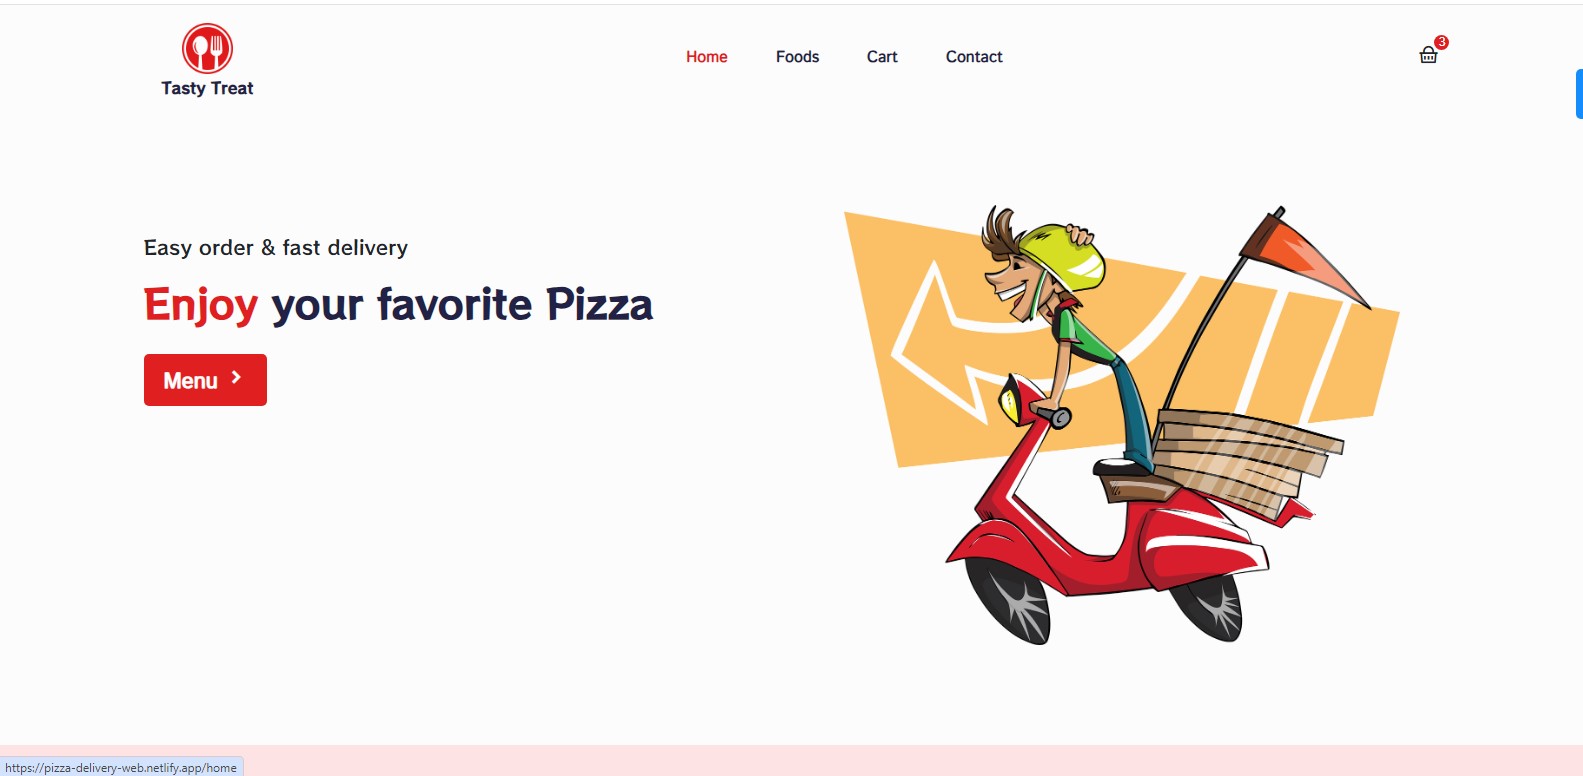 Tasty Treat
Home
Foods
Cart
Contact
3
Easy order & fast delivery
Enjoy your favorite Pizza
Menu
https://pizza-delivery-web.netlify.app/home